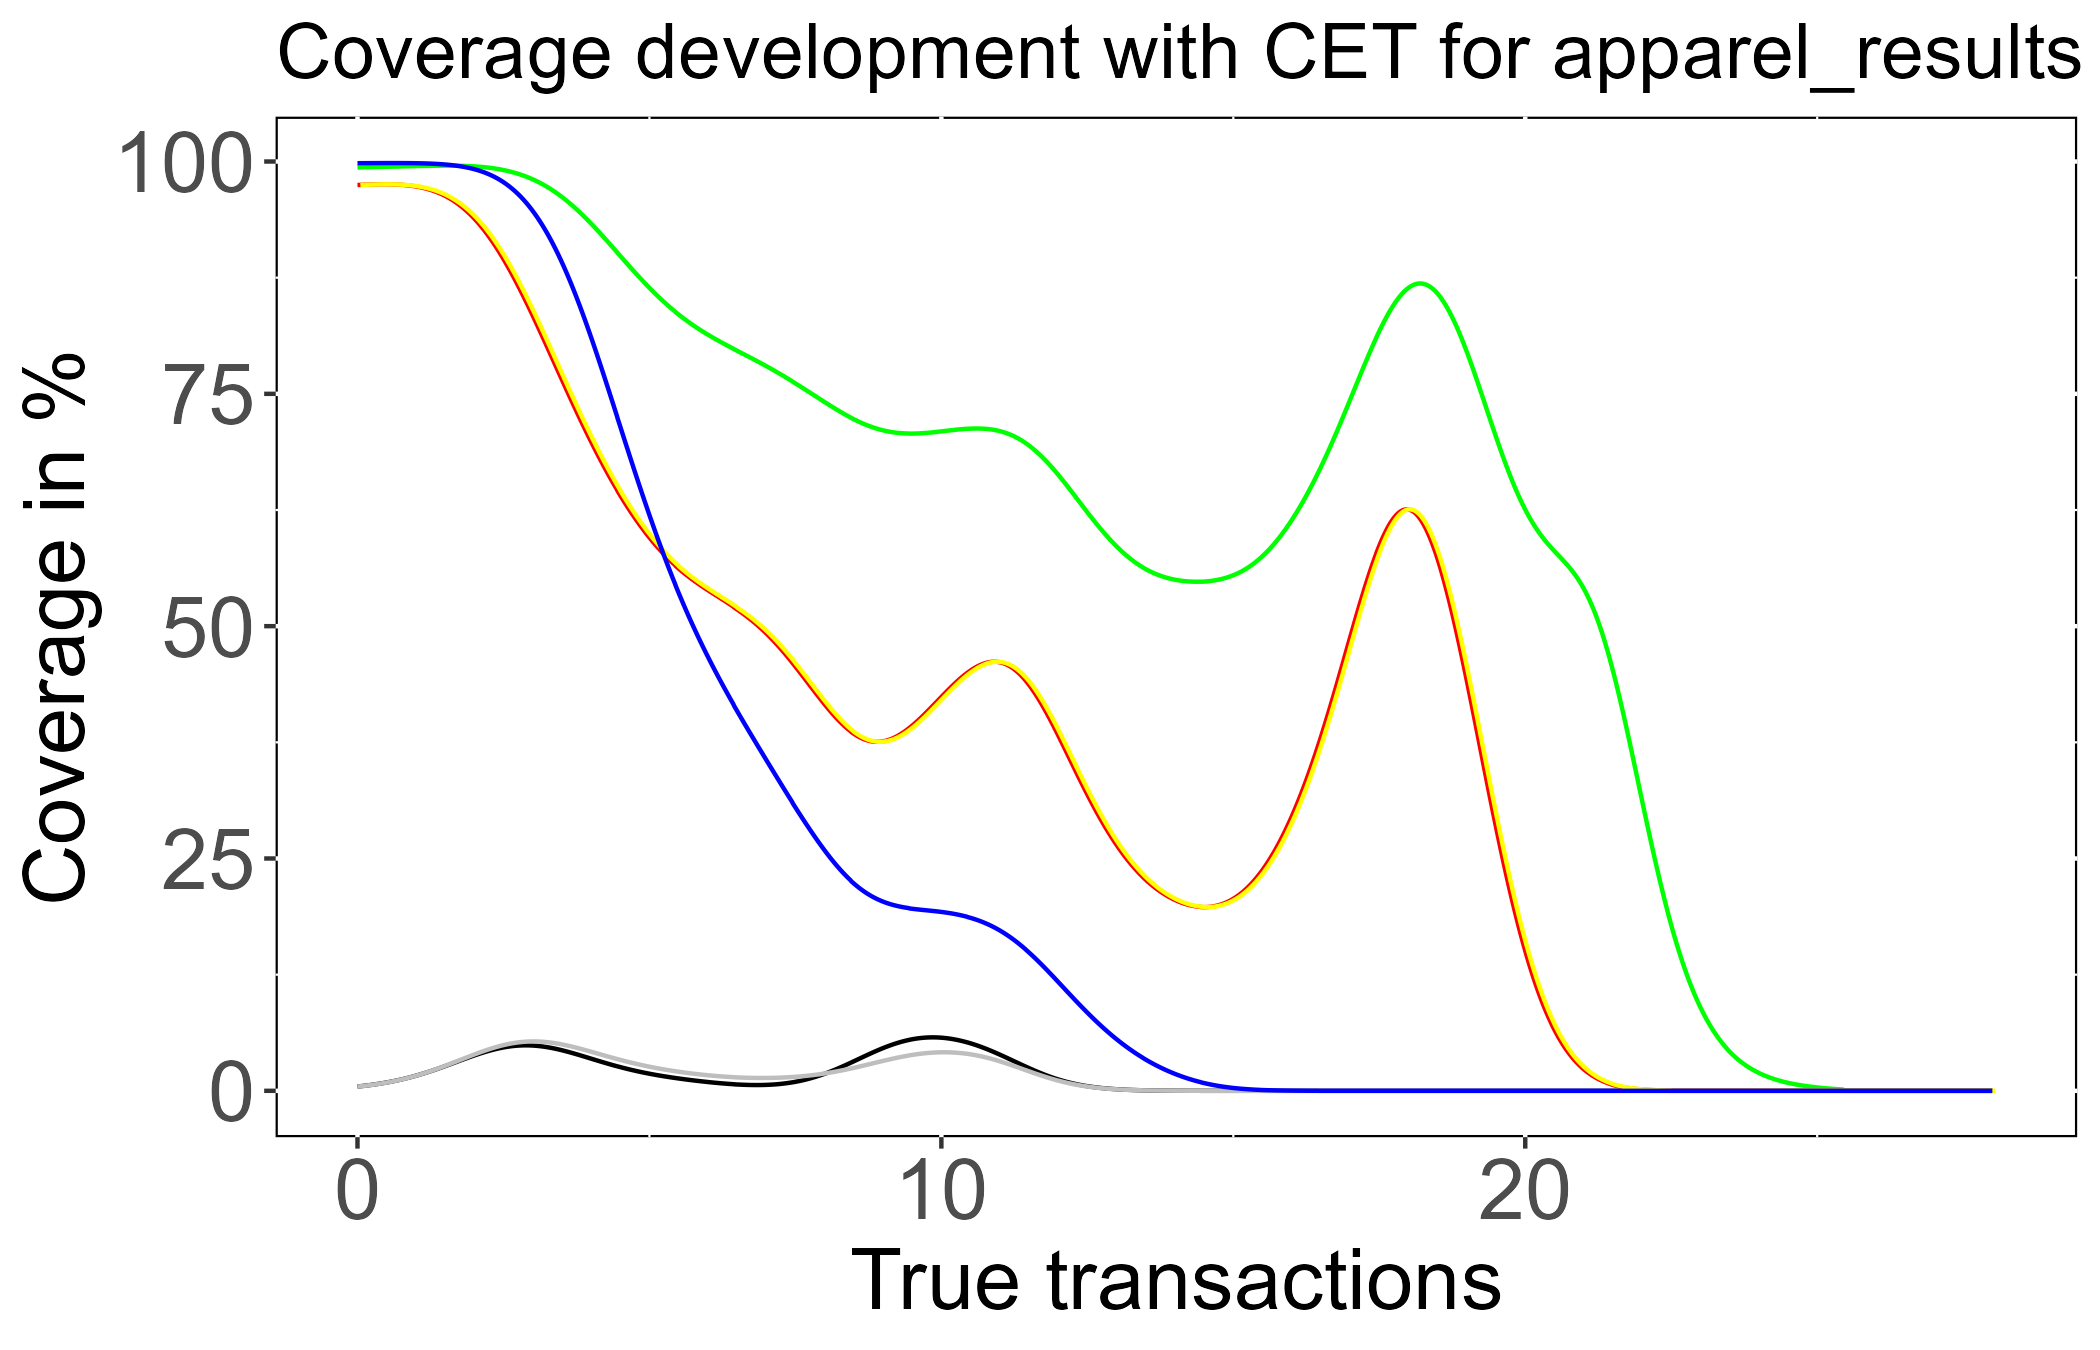 Coverage development with CET for apparel_results
Coverage in %
100
75
50
25
0
0 10 20
True transactions